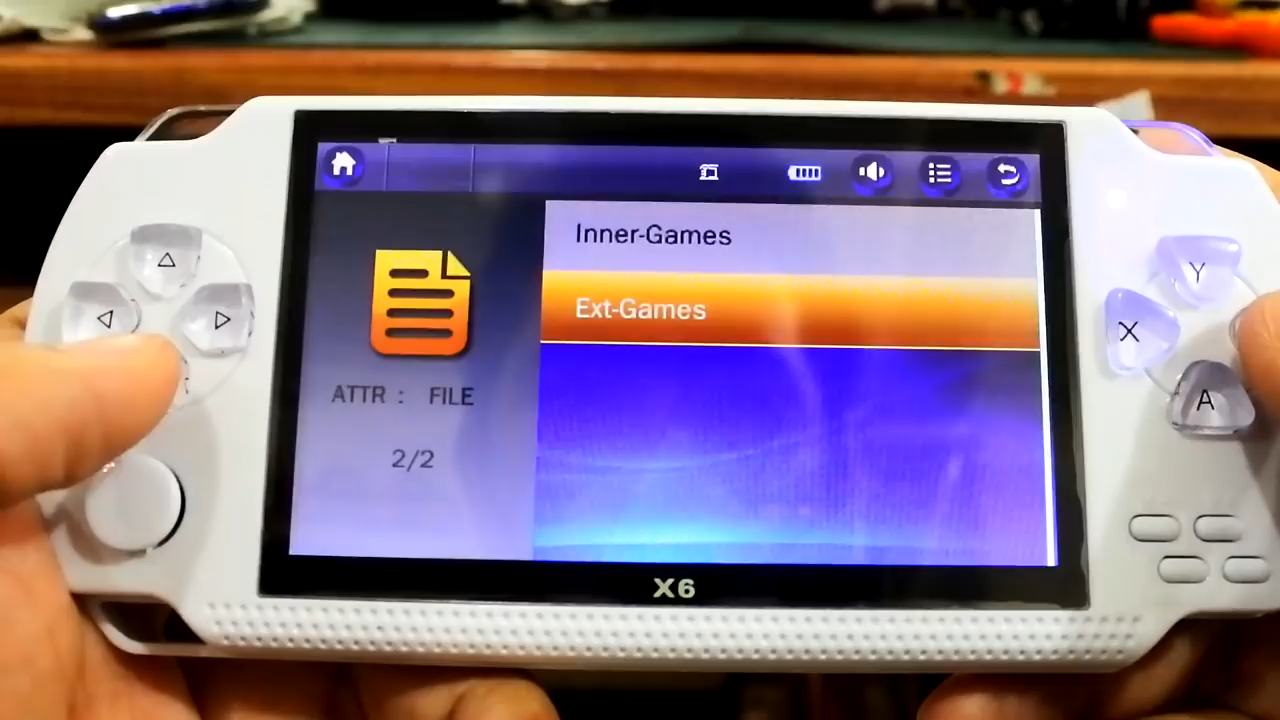 Inner-Games
Ext-Games
ATTR : FILE
2/2
Y
X
A
X6